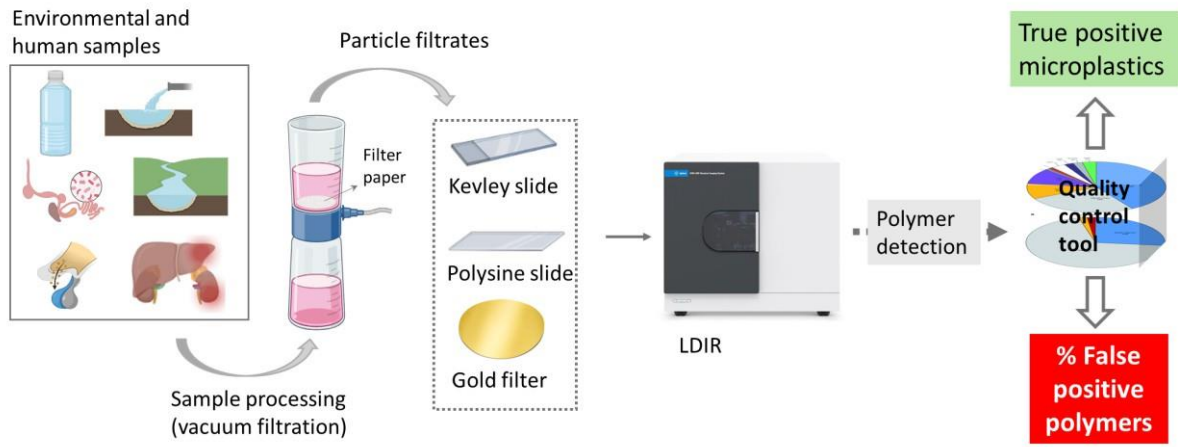 Environmental and
human samples
Particle filtrates
Filter
paper
Sample processing
(vacuum filtration)
Kevley slide
Polysine slide
Gold filter
LDIR
Polymer
detection
True positive
microplastics
Quality
control
tool
% False
positive
polymers